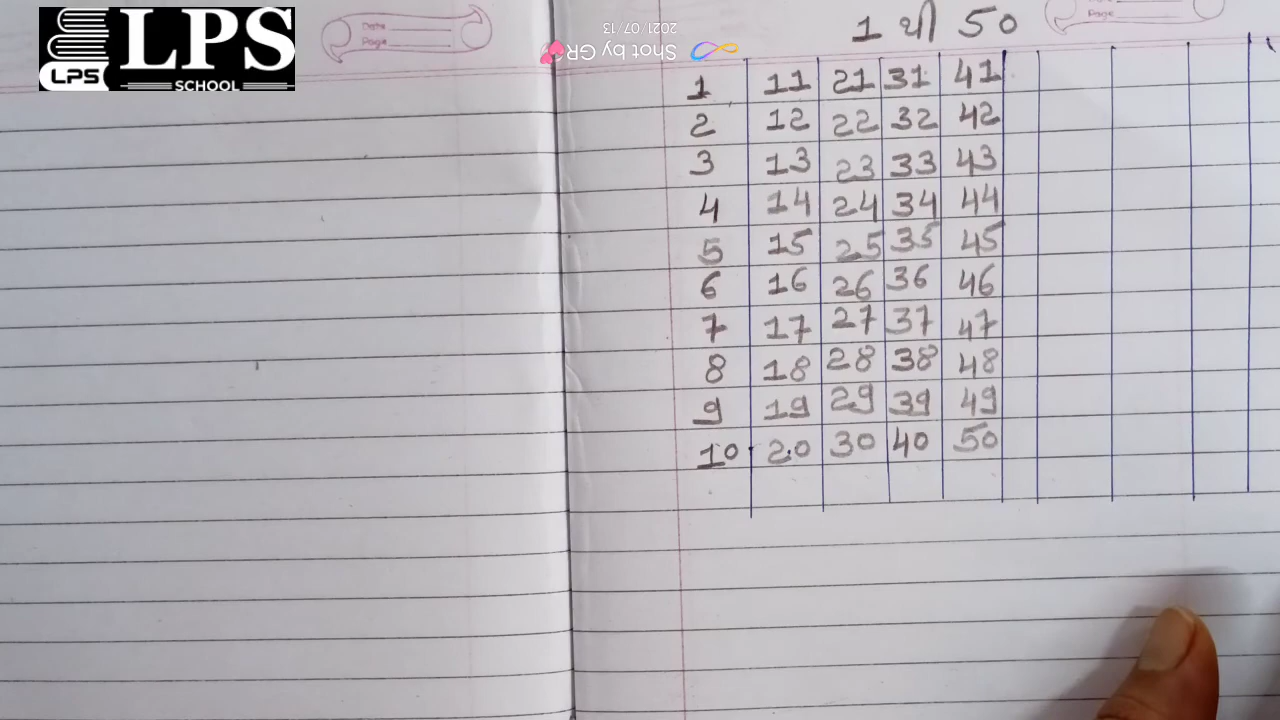 LPS
LPS
SCHOOL
Date
Page
2021 07 13
Shot by GR
1 થી 50
Page
1 11 21 31 41
2 12 22 32 42
3 13 23 33 43
4 14 24 34 44
5 15 25 35 45
6 16 26 36 46
7 17 27 37 47
8 18 28 38 48
9 19 29 39 49
10 20 30 40 50